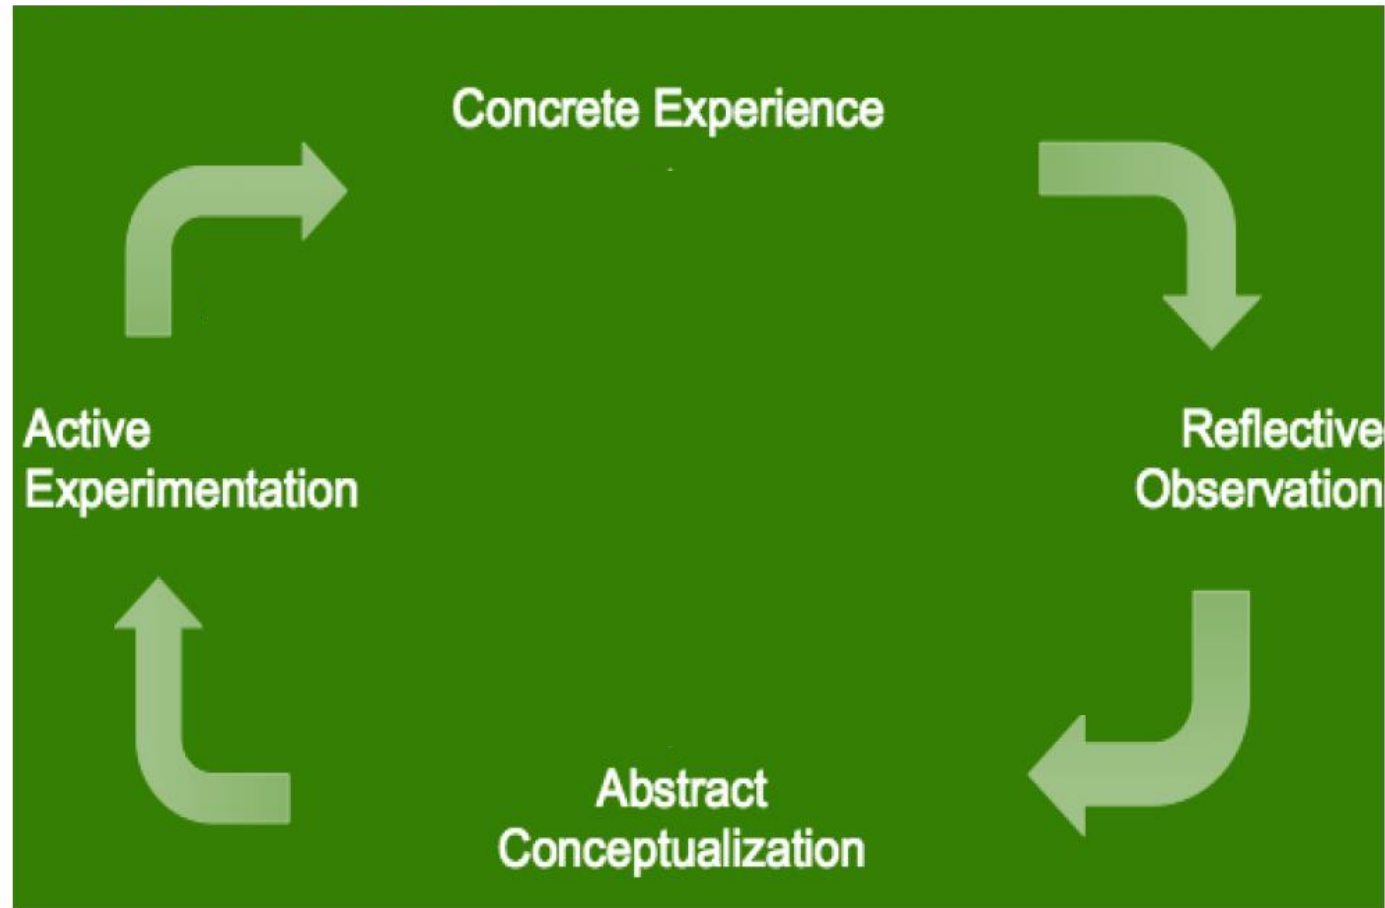 Concrete Experience
Active
Experimentation
Reflective
Observation
Abstract
Conceptualization